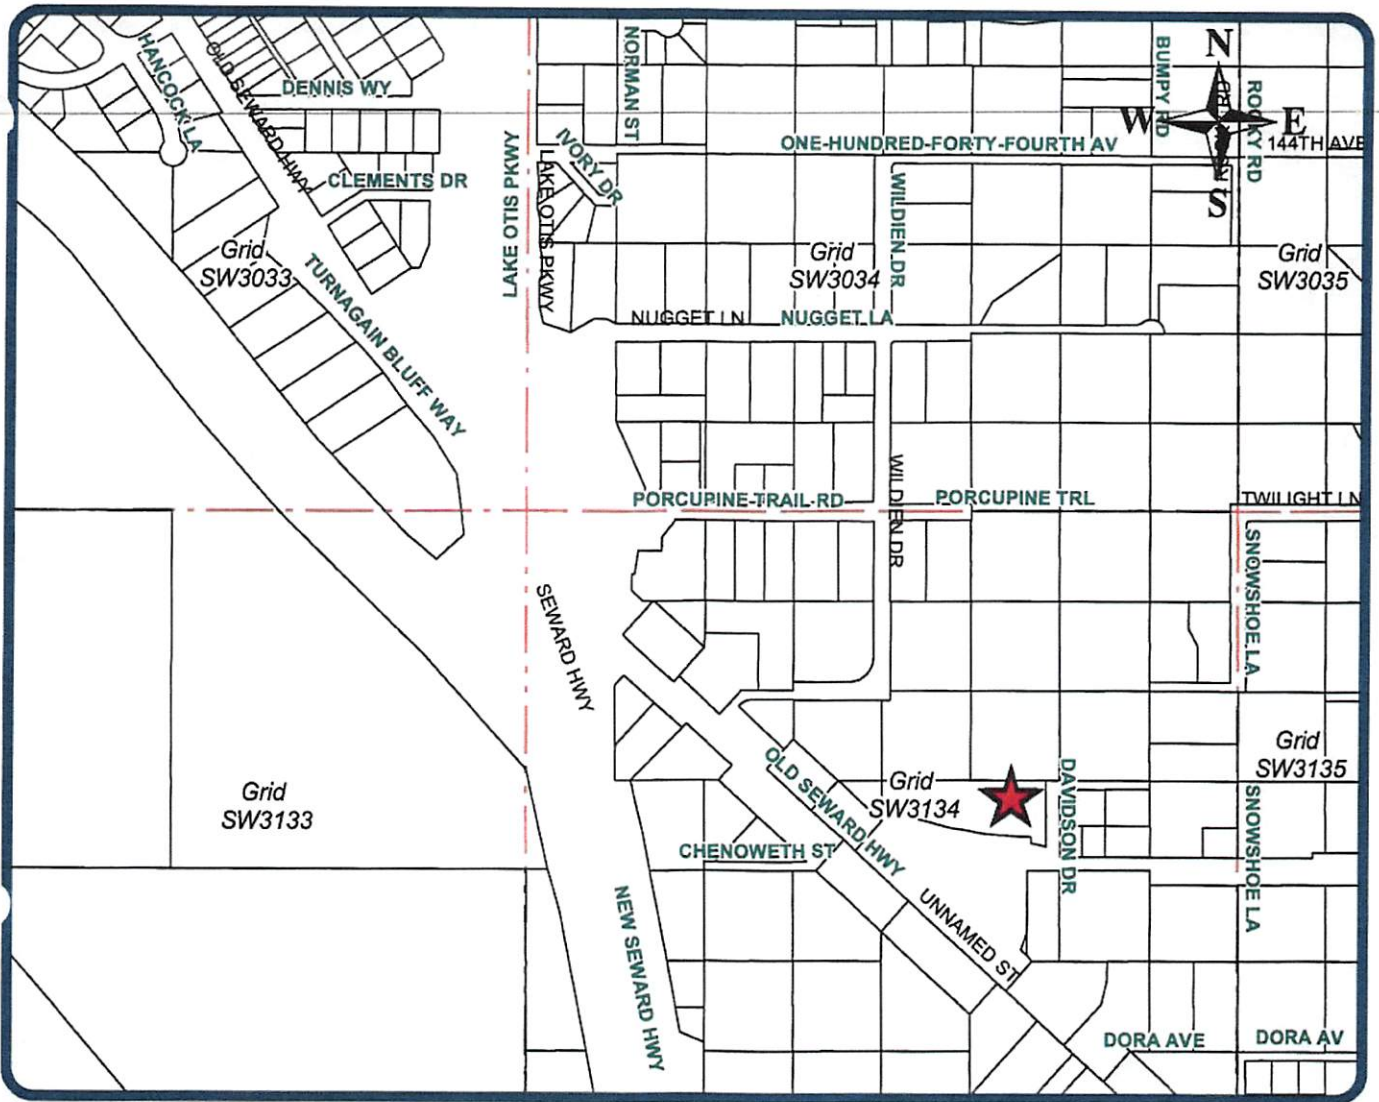 HANCOCK LA
OLD SEWARD HWY
DENNIS WY
NORMAN ST
BUMPY RD
N
W
E
S
ROCKY RD
144TH AVE
ONE-HUNDRED-FORTY-FOURTH AV
LAKE OTIS PKWY
LAKE OTIS PKWY
IVORY DR
CLEMENTS DR
WILDIEN DR
Grid
SW3033
Grid
SW3034
Grid
SW3035
TURNAGAIN BLUFF WAY
NUGGET LN
NUGGET LA
WILDIEN DR
PORCUPINE TRAIL RD
PORCUPINE TRL
TWILIGHT LN
SNOWSHOE LA
SEWARD HWY
OLD SEWARD HWY
Grid
SW3133
Grid
SW3134
DAVIDSON DR
Grid
SW3135
SNOWSHOE LA
CHENOWETH ST
NEW SEWARD HWY
UNNAMED ST
DORA AVE
DORA AV